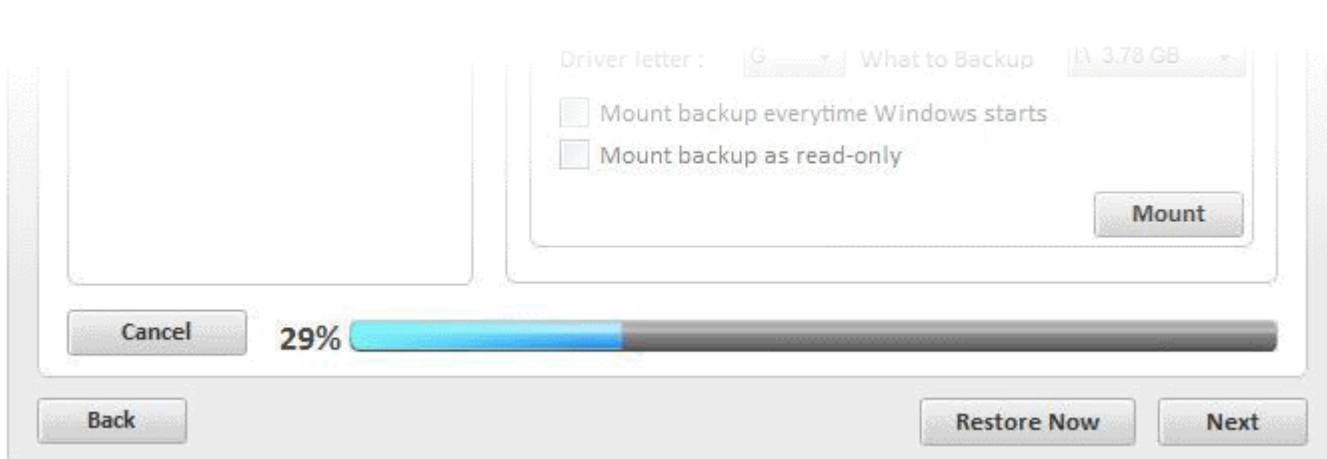 Driver letter : G What to Backup I:\ 3.78 GB
Mount backup everytime Windows starts
Mount backup as read-only
Mount
Cancel 29%
Back Restore Now Next